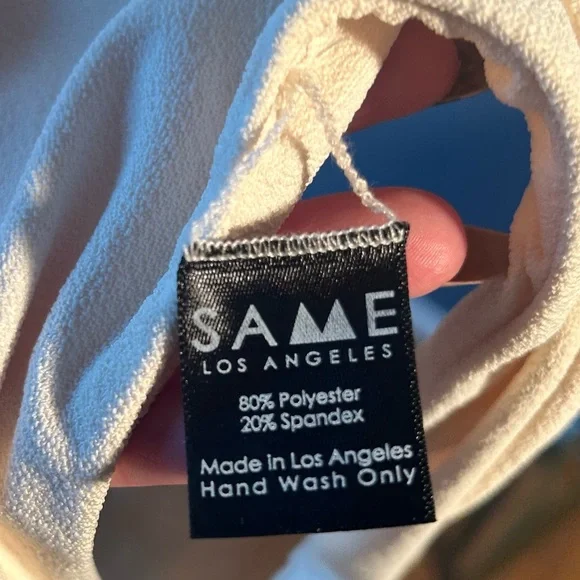 SAME
LOS ANGELES
80% Polyester
20% Spandex
Made in Los Angeles
Hand Wash Only